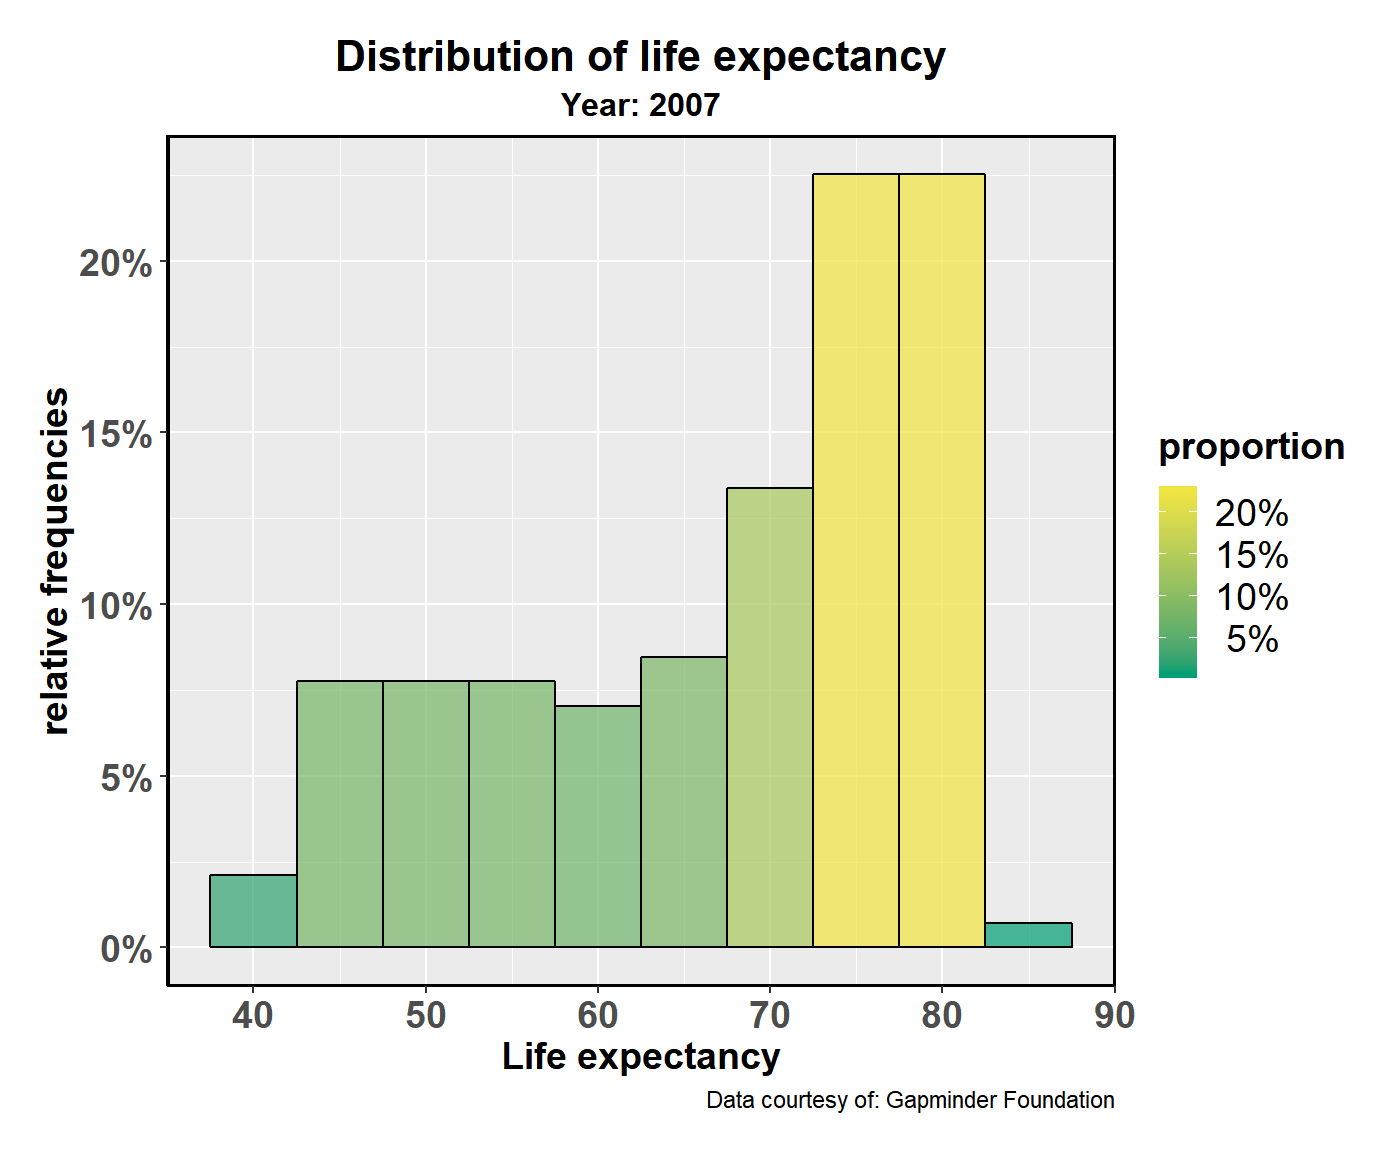 Distribution of life expectancy
Year: 2007
relative frequencies
20%
15%
10%
5%
0%
40 50 60 70 80 90
Life expectancy
proportion
20%
15%
10%
5%
Data courtesy of: Gapminder Foundation